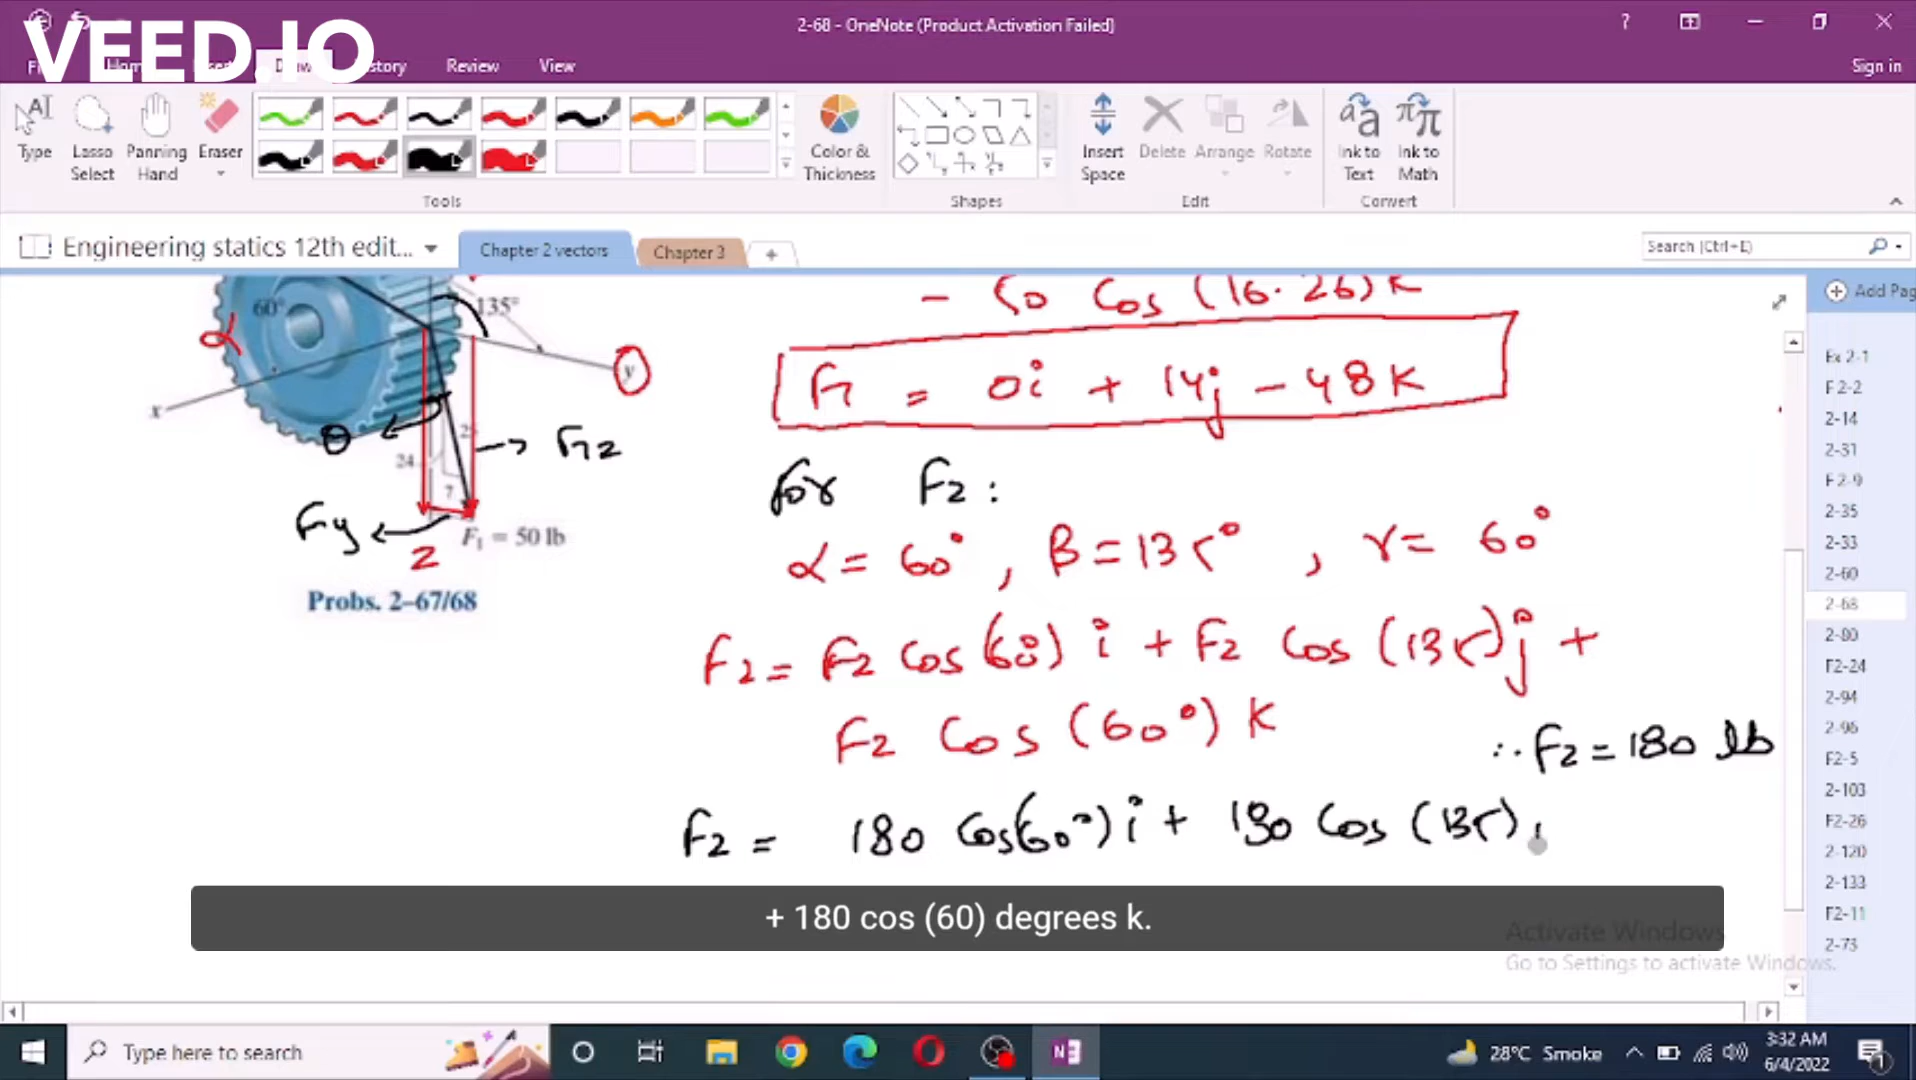 VEED.IO
2-68 - OneNote (Product Activation Failed)
Review
View
Sign in
Type
Lasso Select
Panning Hand
Eraser
Color & Thickness
Insert Space
Delete
Arrange
Rotate
Ink to Text
Ink to Math
Tools
Shapes
Edit
Convert
Engineering statics 12th edit...
Chapter 2 vectors
Chapter 3
Search (Ctrl+E)
Add Pag
Ex 2-1
F 2-2
2-14
2-31
F 2-9
2-35
2-33
2-60
2-68
2-80
F2-24
2-94
2-96
F2-5
2-103
F2-26
2-120
2-133
F2-11
2-73
60°
135°
α
y
x
θ
24
7
F1z
F1y
z
F₁ = 50 lb
Probs. 2–67/68
- 50 Cos (16.26) k
F1 = 0i + 14j - 48k
for F2:
α = 60°, β = 135°, γ = 60°
F2 = F2 Cos(60) i + F2 Cos (135) j +
F2 Cos (60°) k
∴ F2 = 180 lb
F2 = 180 Cos(60°) i + 180 Cos (135)
+ 180 cos (60) degrees k.
Activate Windows
Go to Settings to activate Windows.
Type here to search
28°C Smoke
3:32 AM
6/4/2022